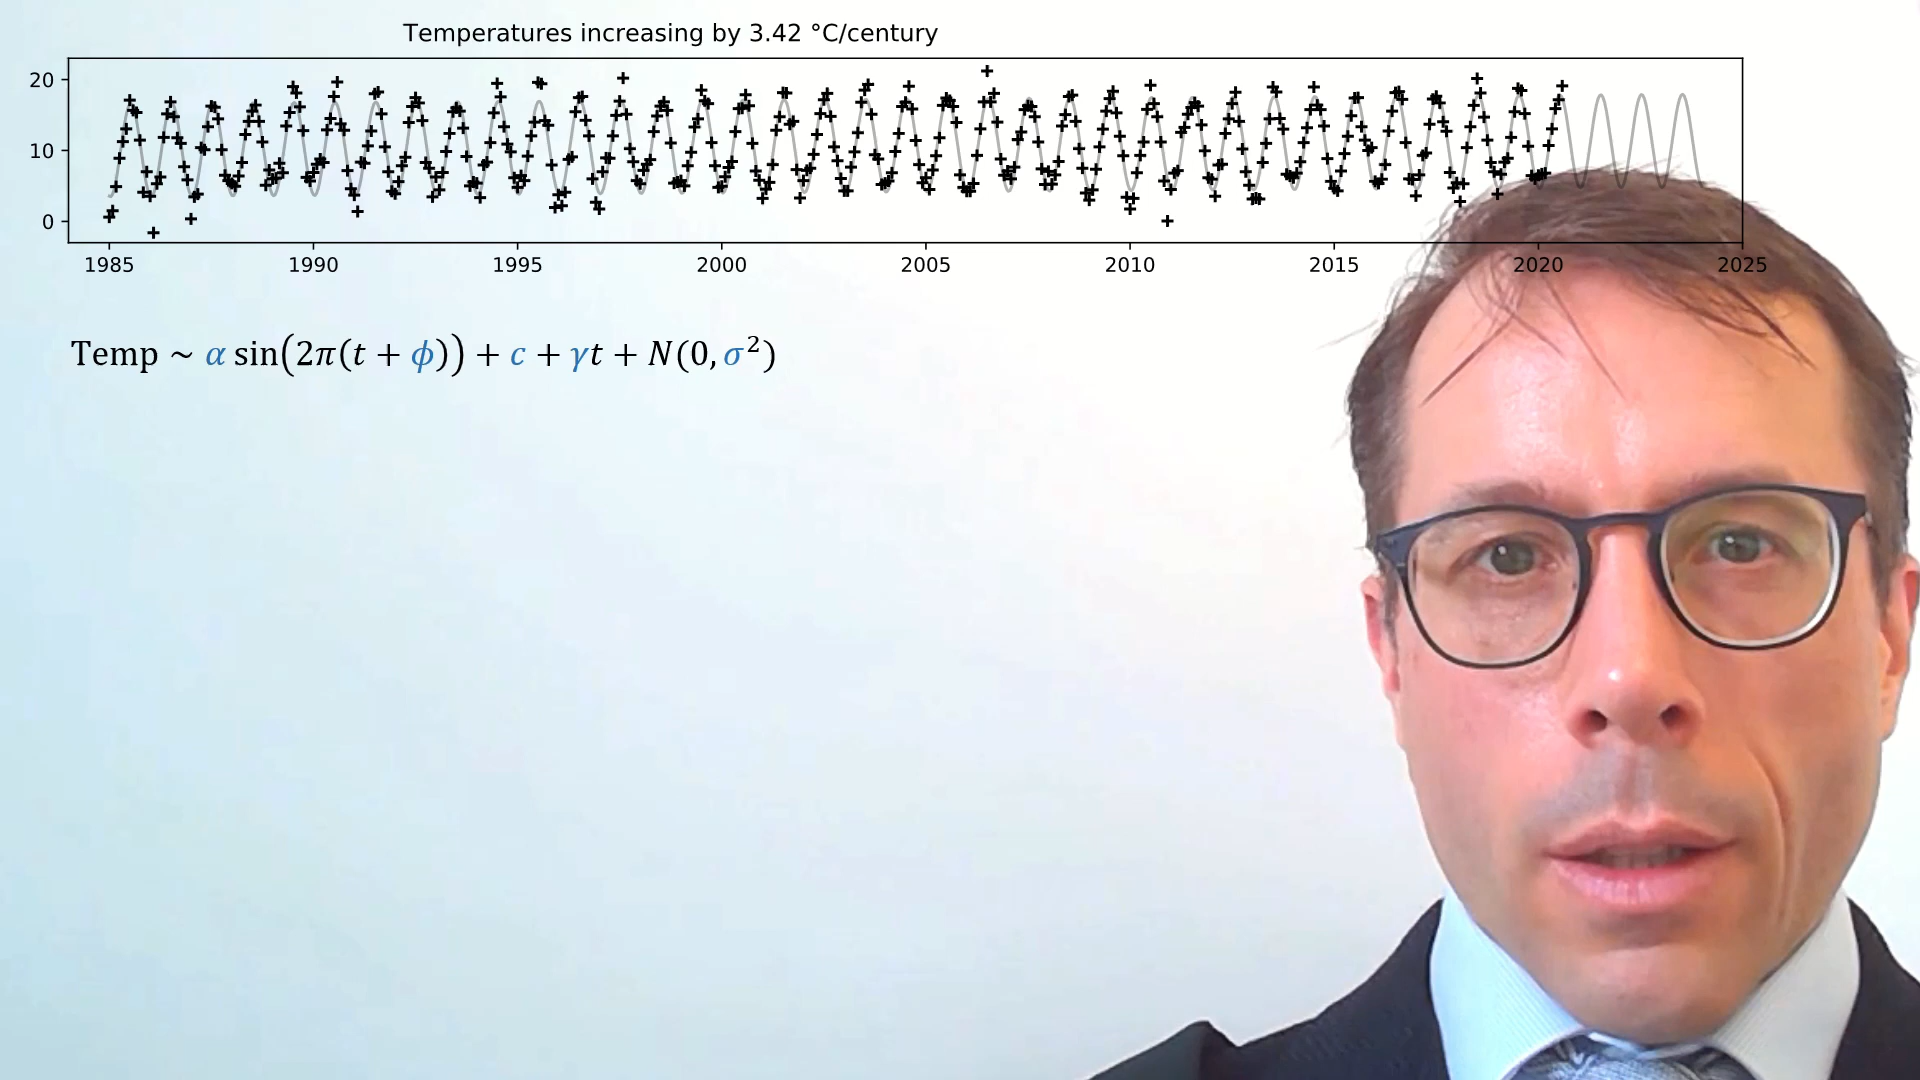 Temperatures increasing by 3.42 °C/century
20
10
0
1985 1990 1995 2000 2005 2010 2015 2020 2025
Temp ~ α sin(2π(t + ϕ)) + c + γt + N(0, σ²)